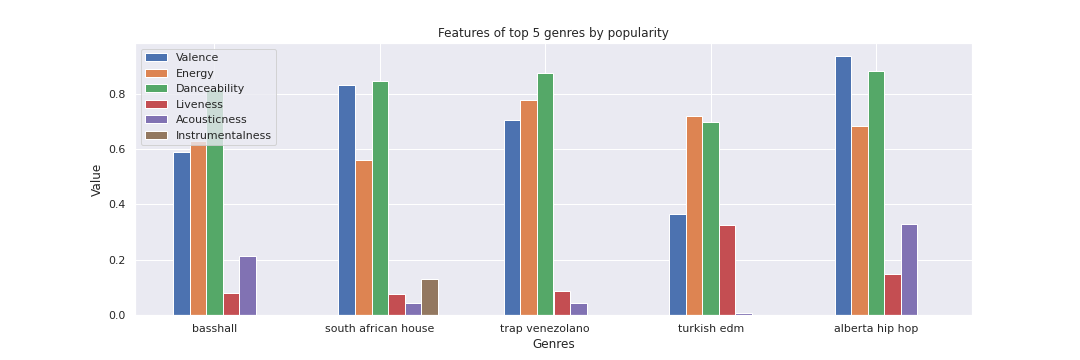 Features of top 5 genres by popularity
Valence
Energy
Danceability
Liveness
Acousticness
Instrumentalness
0.8
0.6
0.4
0.2
0.0
Value
basshall south african house trap venezolano turkish edm alberta hip hop
Genres